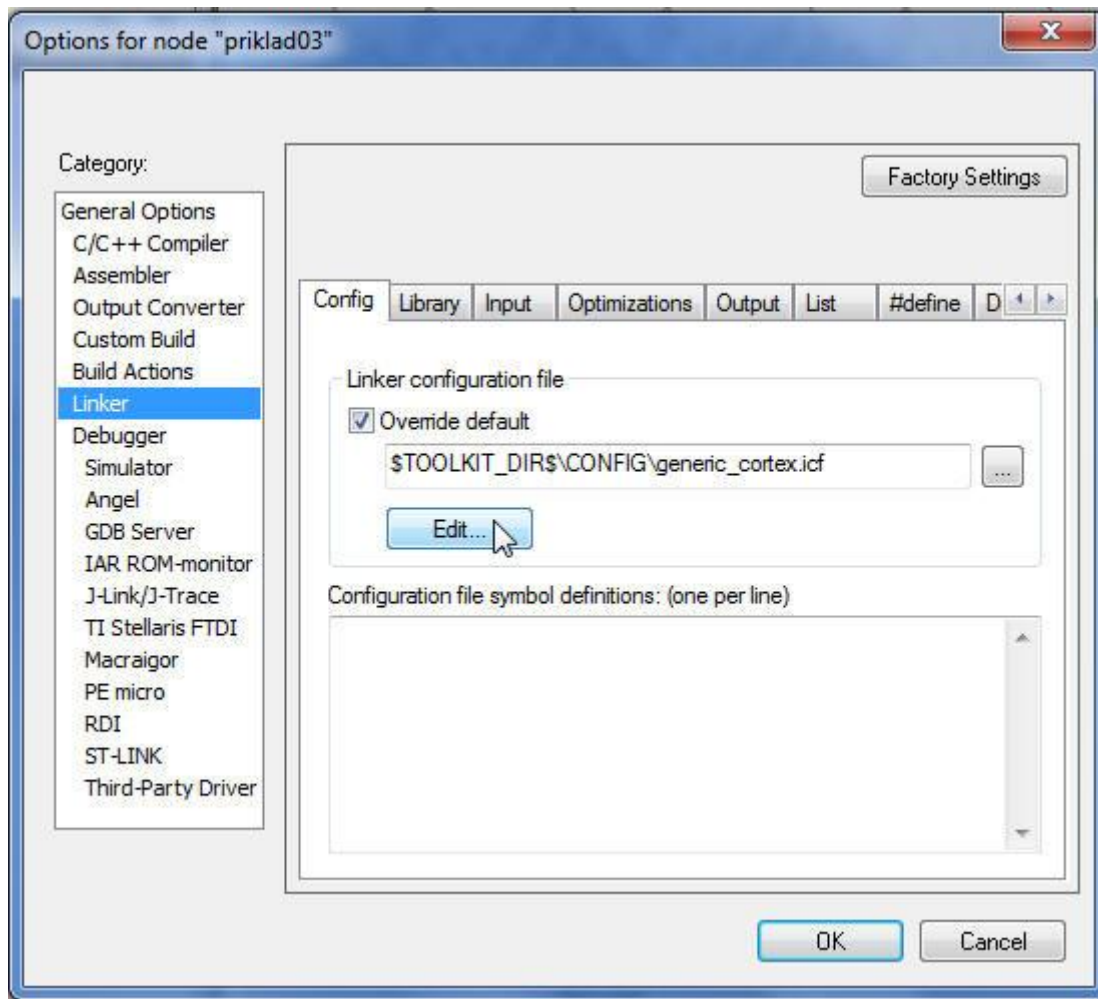 Options for node "priklad03"
Category:
Factory Settings
General Options
C/C++ Compiler
Assembler
Output Converter
Custom Build
Build Actions
Linker
Debugger
Simulator
Angel
GDB Server
IAR ROM-monitor
J-Link/J-Trace
TI Stellaris FTDI
Macraigor
PE micro
RDI
ST-LINK
Third-Party Driver
Config Library Input Optimizations Output List #define D
Linker configuration file
Override default
$TOOLKIT_DIR$\CONFIG\generic_cortex.icf
...
Edit...
Configuration file symbol definitions: (one per line)
OK Cancel